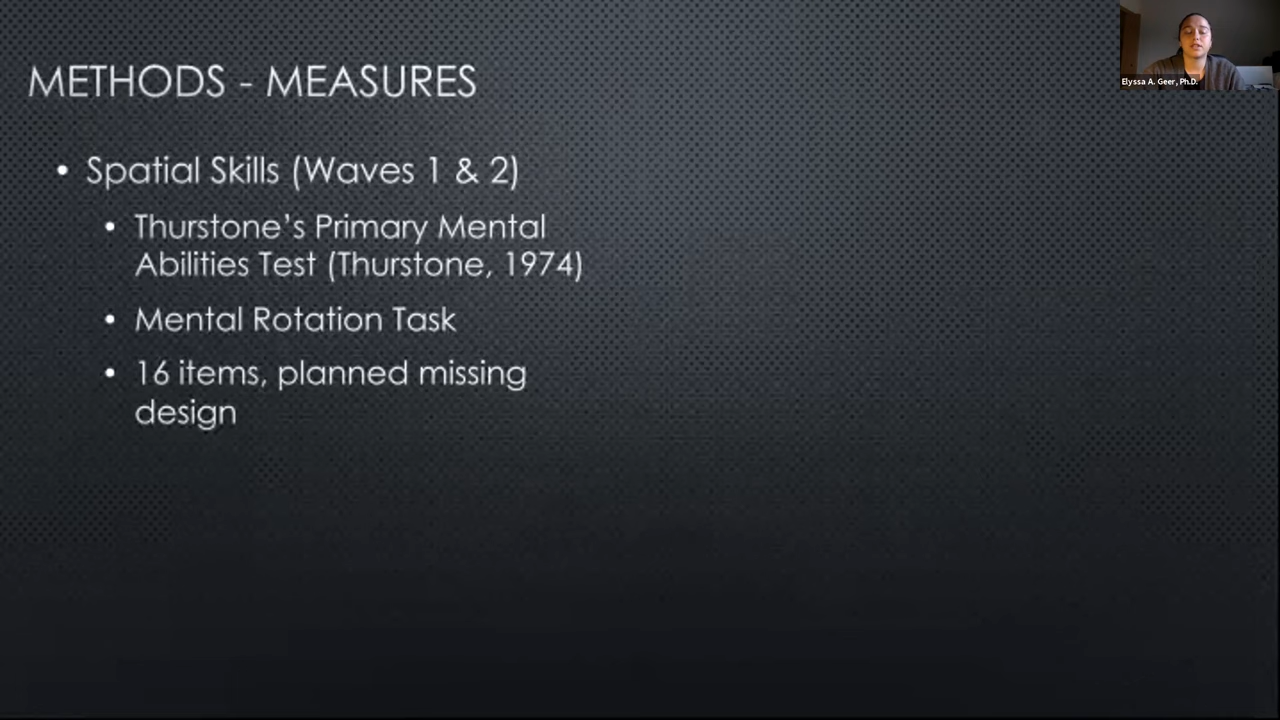 Elyssa A. Geer, Ph.D.
METHODS - MEASURES
• Spatial Skills (Waves 1 & 2)
• Thurstone's Primary Mental
Abilities Test (Thurstone, 1974)
• Mental Rotation Task
• 16 items, planned missing
design